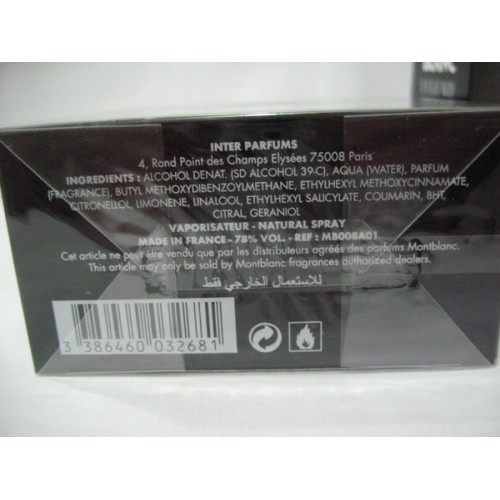 LEGEND
INTER PARFUMS
4, Rond Point des Champs Elysées 75008 Paris
INGREDIENTS : ALCOHOL DENAT. (SD ALCOHOL 39-C), AQUA (WATER), PARFUM
(FRAGRANCE), BUTYL METHOXYDIBENZOYLMETHANE, ETHYLHEXYL METHOXYCINNAMATE,
CITRONELLOL, LIMONENE, LINALOOL, ETHYLHEXYL SALICYLATE, COUMARIN, BHT,
CITRAL, GERANIOL
VAPORISATEUR - NATURAL SPRAY
MADE IN FRANCE - 78% VOL. - REF : MB008A01
Cet article ne peut être vendu que par les distributeurs agréés des parfums Montblanc.
This article may only be sold by Montblanc fragrances authorized dealers.
للاستعمال الخارجي فقط
3 386460 032681